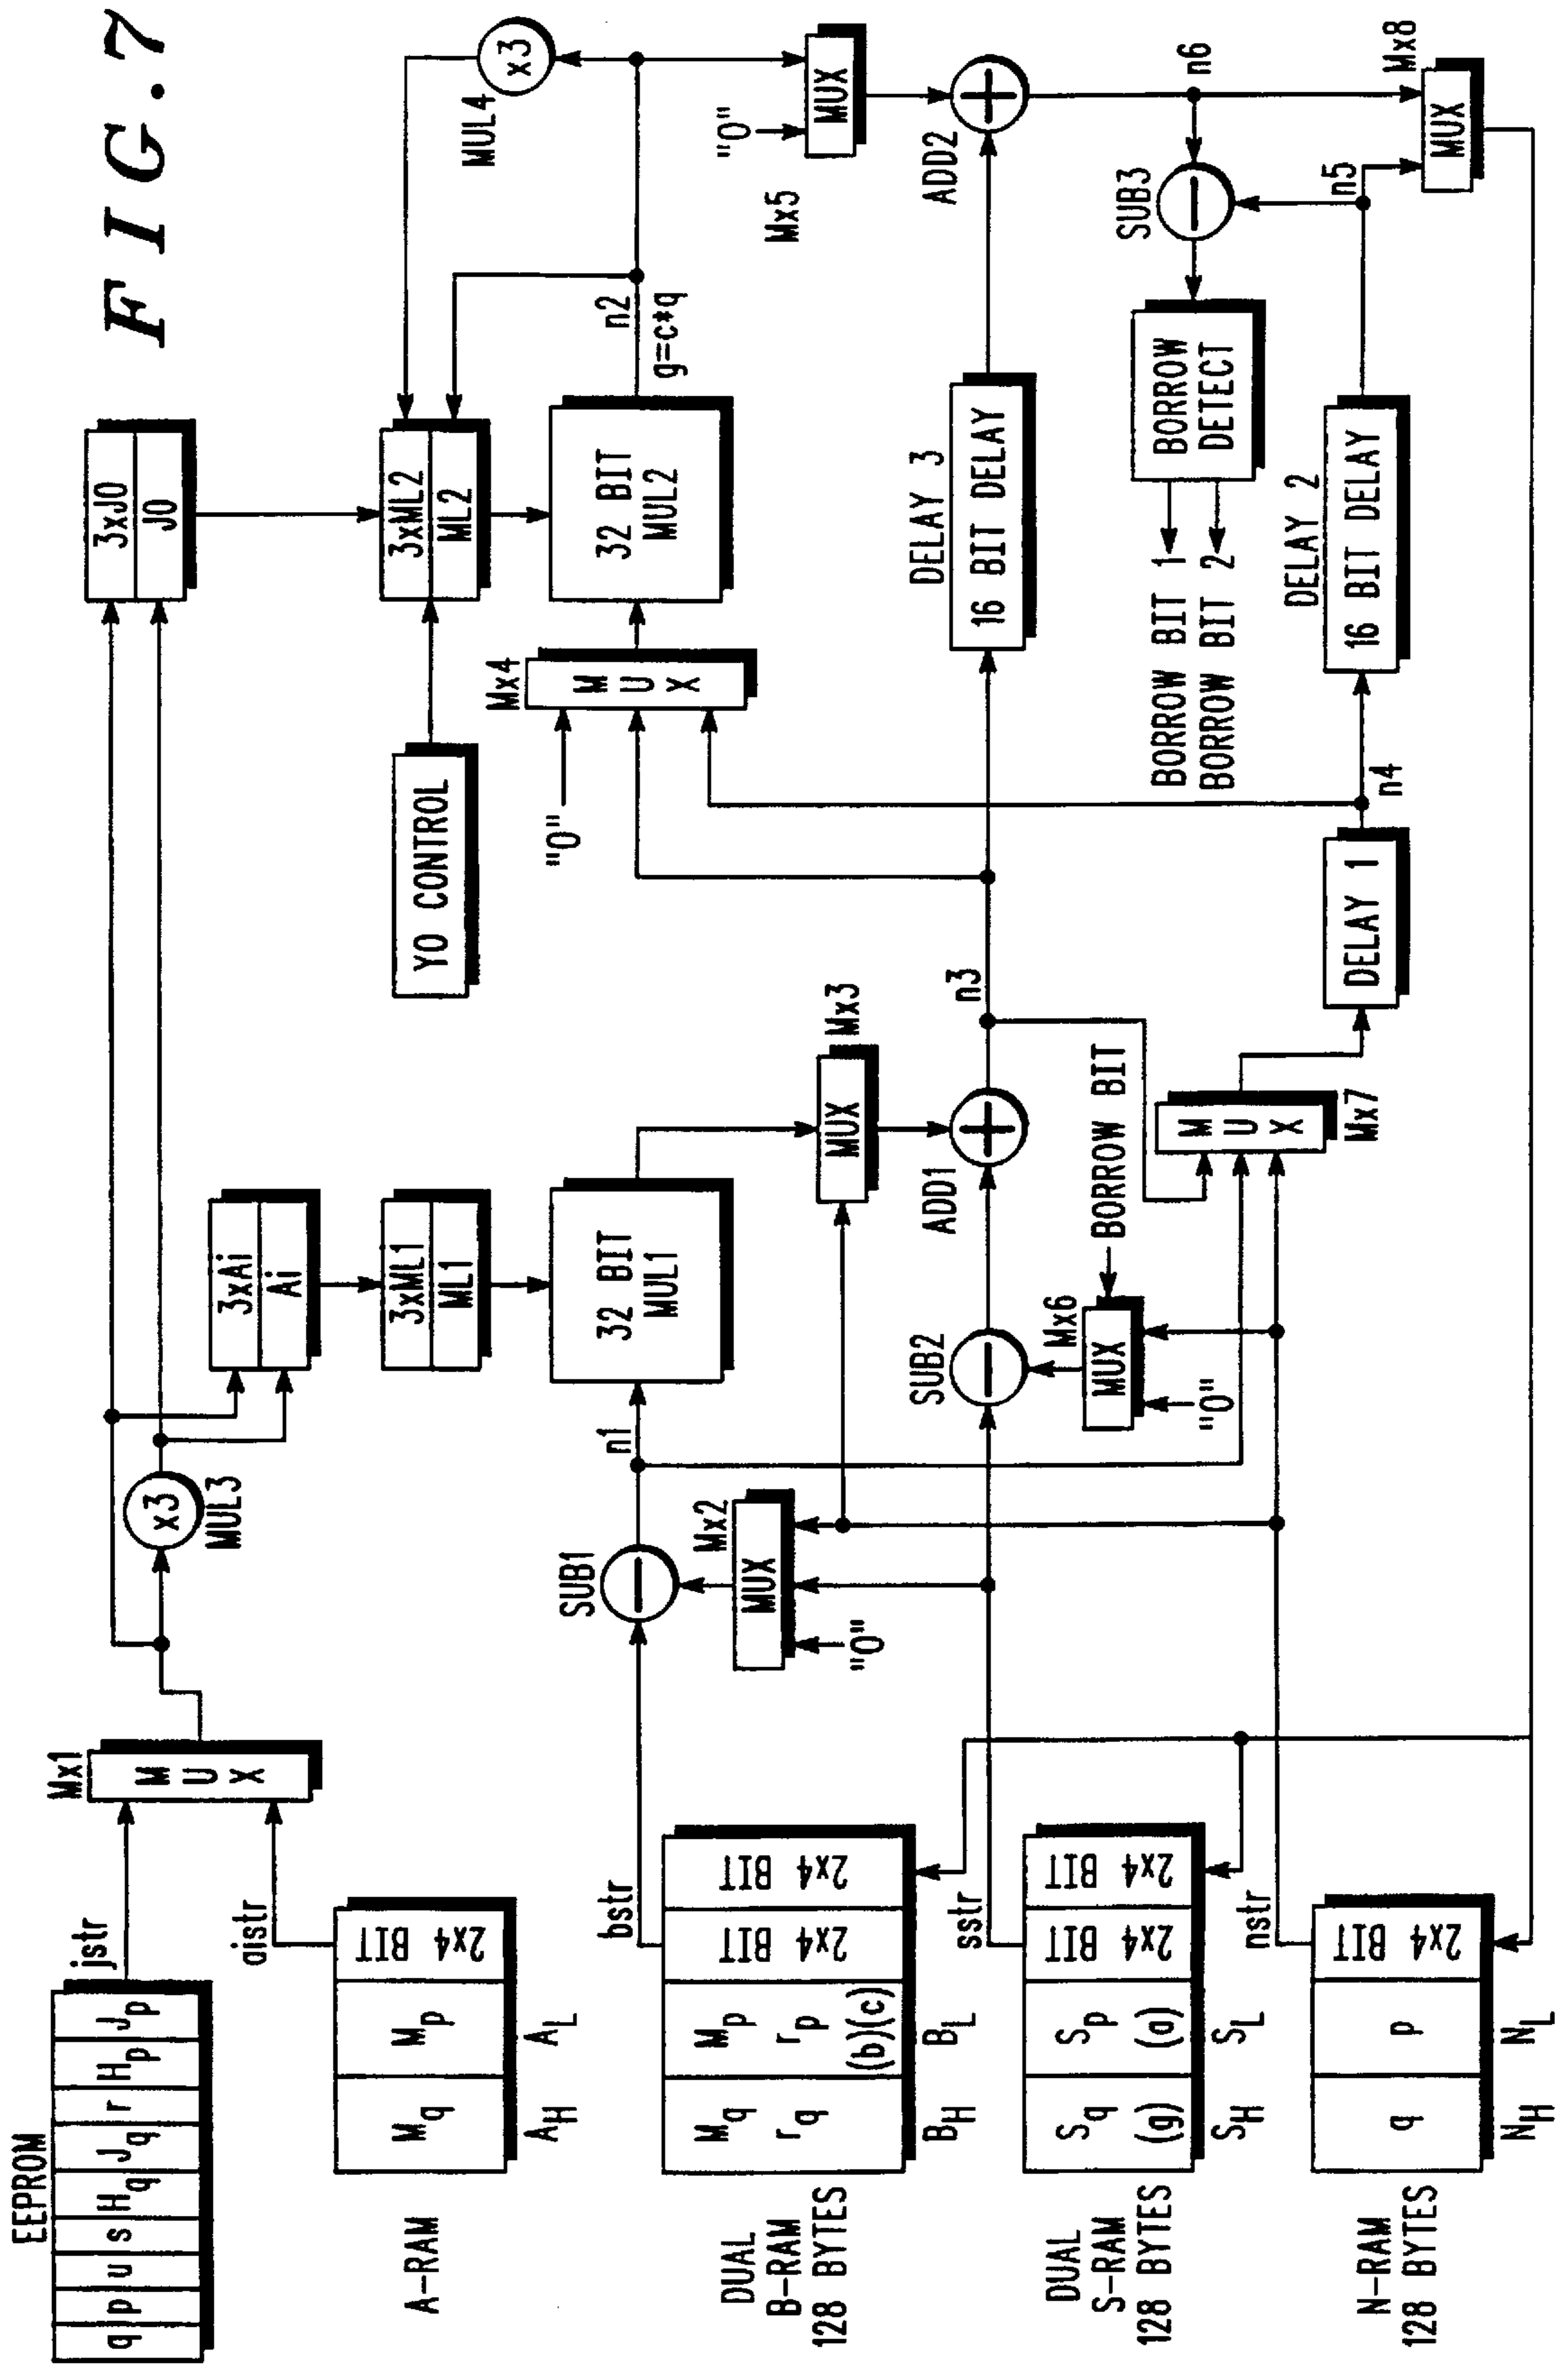 FIG.7
EEPROM
q p u s Hq Jq r Hp Jp
jstr
Mx1
MUX
x3
MUL3
3xJ0
J0
A-RAM
Mq Mp 2x4 BIT
AH AL
aistr
3xAi
Ai
3xML1
ML1
32 BIT
MUL1
YO CONTROL
3xML2
ML2
32 BIT
MUL2
MUL4
x3
n2
g=c*q
Mx4
MUX
"0"
"0"
MUX
Mx5
DUAL
B-RAM
128 BYTES
Mq Mp 2x4 BIT 2x4 BIT
rq rp
(b)(c)
BH BL
bstr
SUB1
n1
Mx2
MUX
"0"
MUX
Mx3
DUAL
S-RAM
128 BYTES
Sq Sp 2x4 BIT 2x4 BIT
(g) (a)
SH SL
sstr
SUB2
ADD1
n3
DELAY 3
16 BIT DELAY
ADD2
Mx6
MUX
"0"
BORROW BIT
BORROW BIT 1
BORROW BIT 2
BORROW
DETECT
SUB3
n6
N-RAM
128 BYTES
q p 2x4 BIT
NH NL
nstr
MUX
Mx7
DELAY 1
n4
DELAY 2
16 BIT DELAY
n5
MUX
Mx8